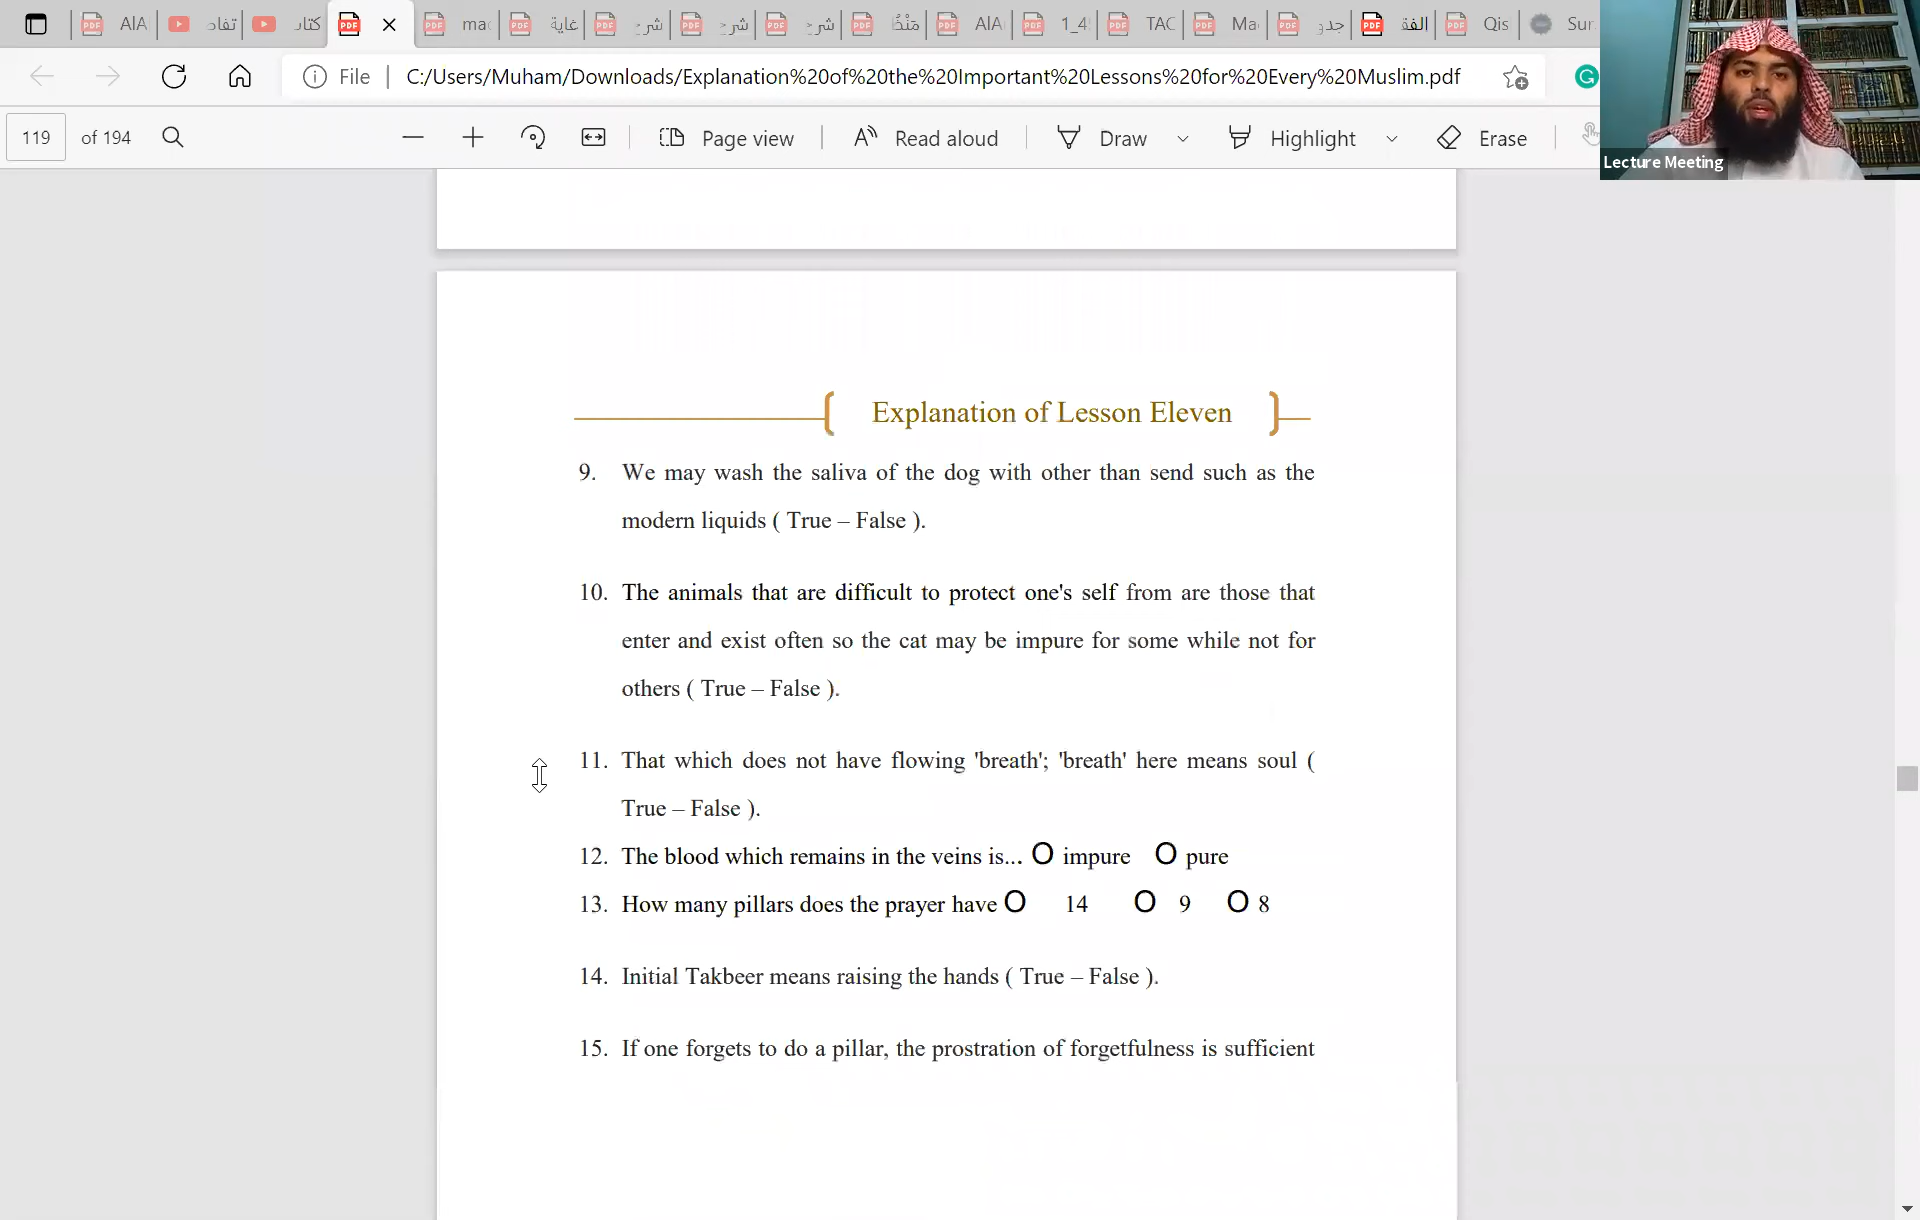 AlA
تفاد
كتار
ma
غاية
شرح
شرح
شرح
AlA
1_4
TAC
Ma
جدو
الفة
Qis
Sur
File
C:/Users/Muham/Downloads/Explanation%20of%20the%20Important%20Lessons%20for%20Every%20Muslim.pdf
119 of 194
Page view
Read aloud
Draw
Highlight
Erase
Lecture Meeting
Explanation of Lesson Eleven
9. We may wash the saliva of the dog with other than send such as the
modern liquids ( True – False ).
10. The animals that are difficult to protect one's self from are those that
enter and exist often so the cat may be impure for some while not for
others ( True – False ).
11. That which does not have flowing 'breath'; 'breath' here means soul (
True – False ).
12. The blood which remains in the veins is... O impure O pure
13. How many pillars does the prayer have O 14 O 9 O 8
14. Initial Takbeer means raising the hands ( True – False ).
15. If one forgets to do a pillar, the prostration of forgetfulness is sufficient